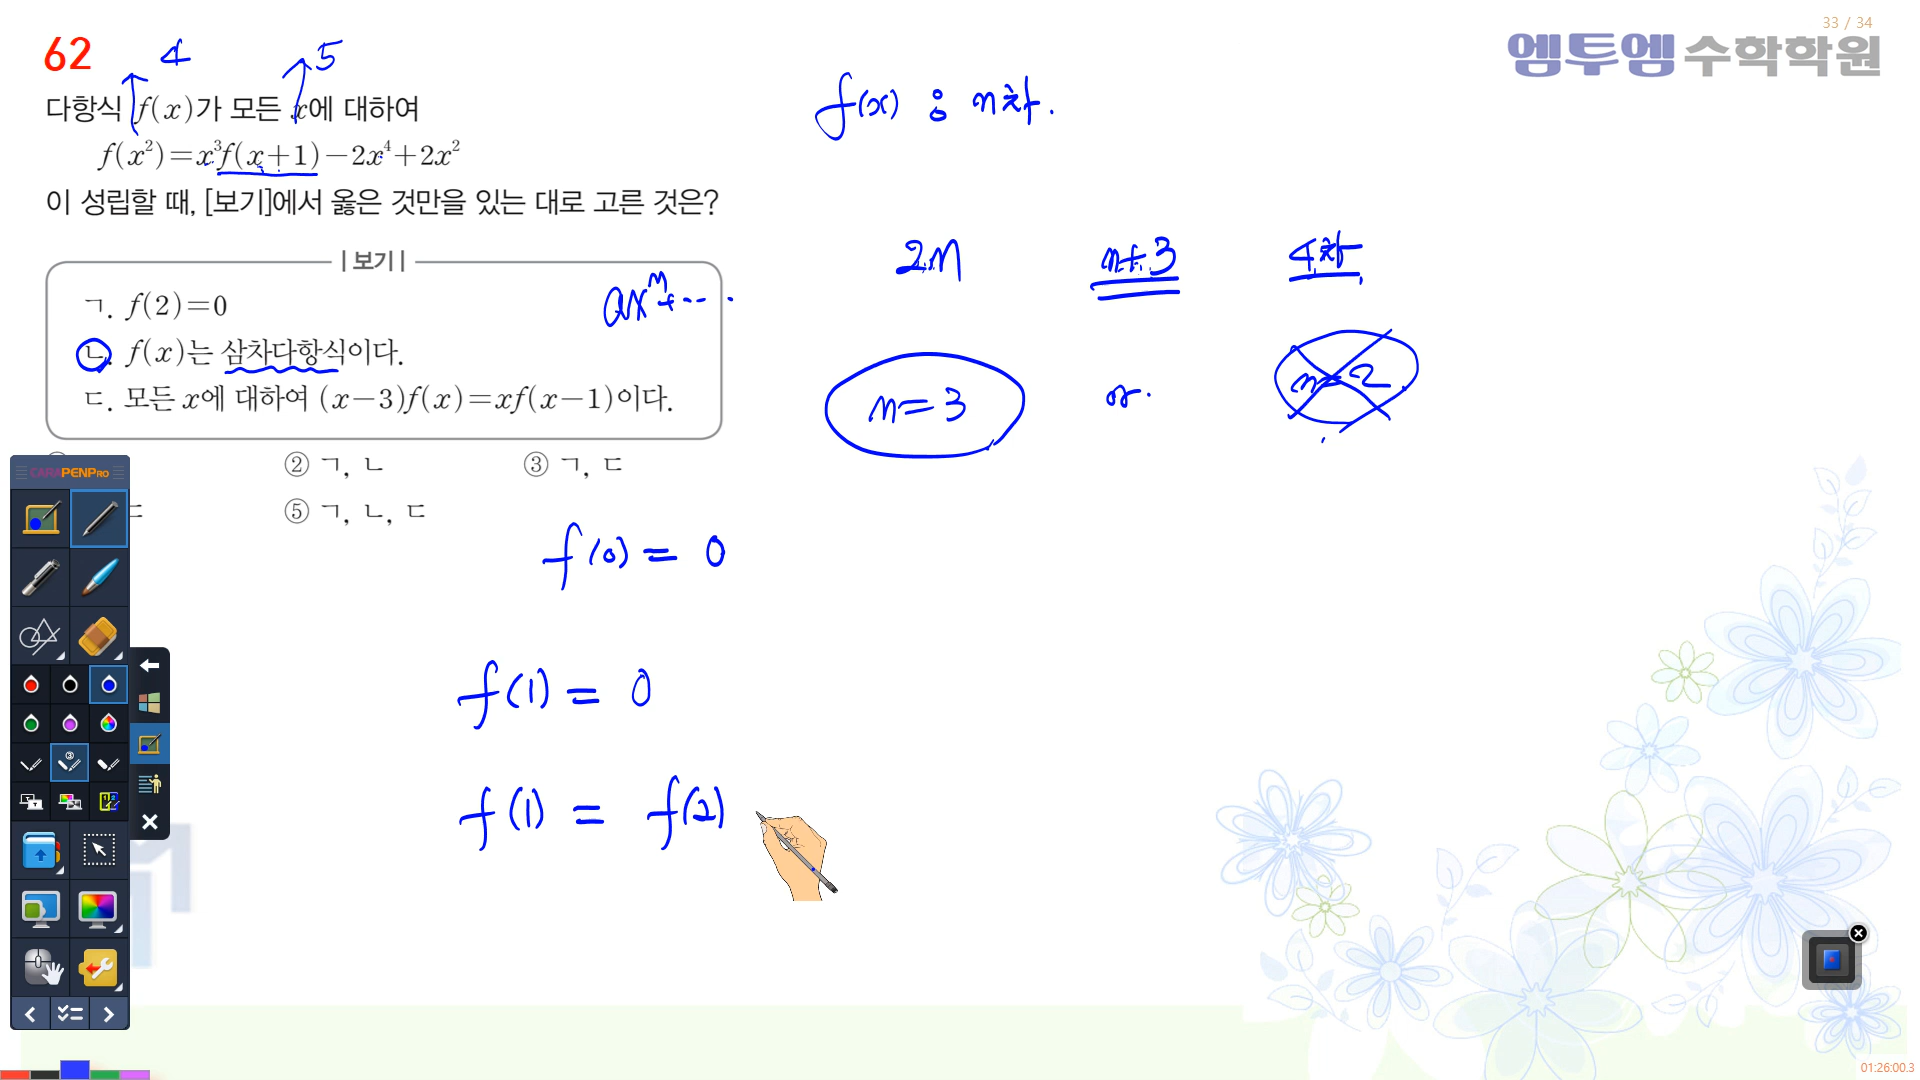 33 / 34
엠투엠 수학학원
62
4
5
다항식 f(x)가 모든 x에 대하여
f(x²)=x³f(x+1)−2x⁴+2x²
이 성립할 때, [보기]에서 옳은 것만을 있는 대로 고른 것은?
|보기|
ㄱ. f(2)=0
ㄴ. f(x)는 삼차다항식이다.
ㄷ. 모든 x에 대하여 (x−3)f(x)=xf(x−1)이다.
axⁿ+---.
② ㄱ, ㄴ
③ ㄱ, ㄷ
ㄷ
⑤ ㄱ, ㄴ, ㄷ
f(x) : n차.
2n
n+3
4차
n=3
or.
n=2
f(0) = 0
f(1) = 0
f(1) = f(2)
CARAPENPRO
01:26:00.3